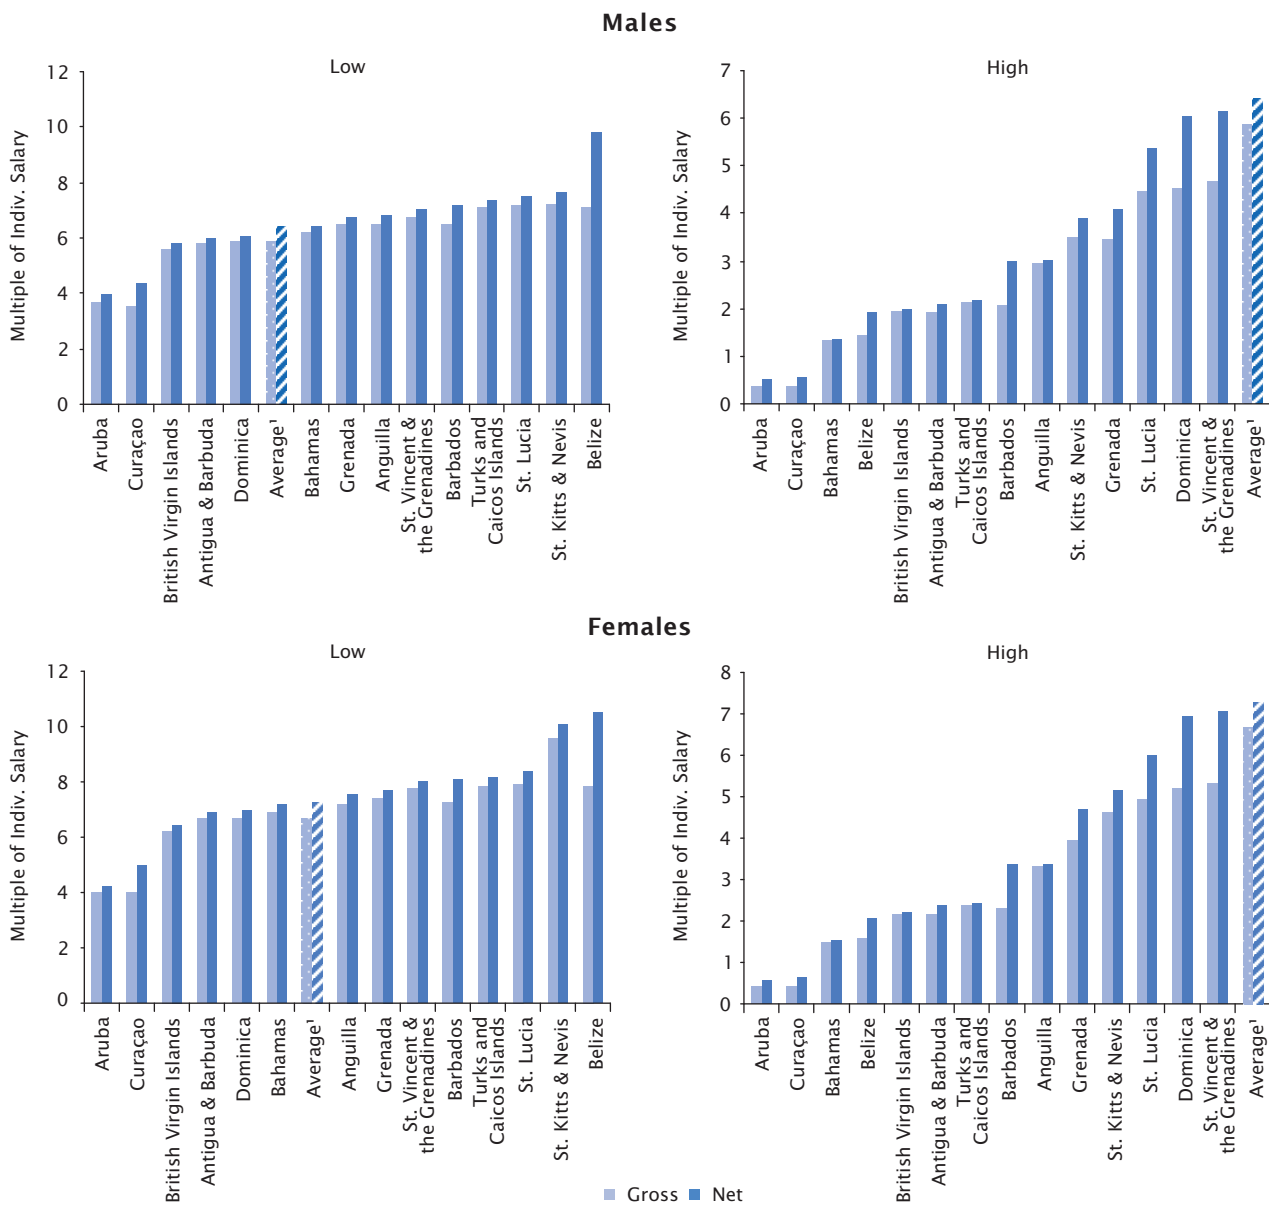 Males
Low
Multiple of Indiv. Salary
12
10
8
6
4
2
0
Aruba
Curaçao
British Virgin Islands
Antigua & Barbuda
Dominica
Average¹
Bahamas
Grenada
Anguilla
St. Vincent &
the Grenadines
Barbados
Turks and
Caicos Islands
St. Lucia
St. Kitts & Nevis
Belize
High
Multiple of Indiv. Salary
7
6
5
4
3
2
1
0
Aruba
Curaçao
Bahamas
Belize
British Virgin Islands
Antigua & Barbuda
Turks and
Caicos Islands
Barbados
Anguilla
St. Kitts & Nevis
Grenada
St. Lucia
Dominica
St. Vincent &
the Grenadines
Average¹
Females
Low
Multiple of Indiv. Salary
12
10
8
6
4
2
0
Aruba
Curaçao
British Virgin Islands
Antigua & Barbuda
Dominica
Bahamas
Average¹
Anguilla
Grenada
St. Vincent &
the Grenadines
Barbados
Turks and
Caicos Islands
St. Lucia
St. Kitts & Nevis
Belize
High
Multiple of Indiv. Salary
8
7
6
5
4
3
2
1
0
Aruba
Curaçao
Bahamas
Belize
British Virgin Islands
Antigua & Barbuda
Turks and
Caicos Islands
Barbados
Anguilla
Grenada
St. Kitts & Nevis
St. Lucia
Dominica
St. Vincent &
the Grenadines
Average¹
Gross Net